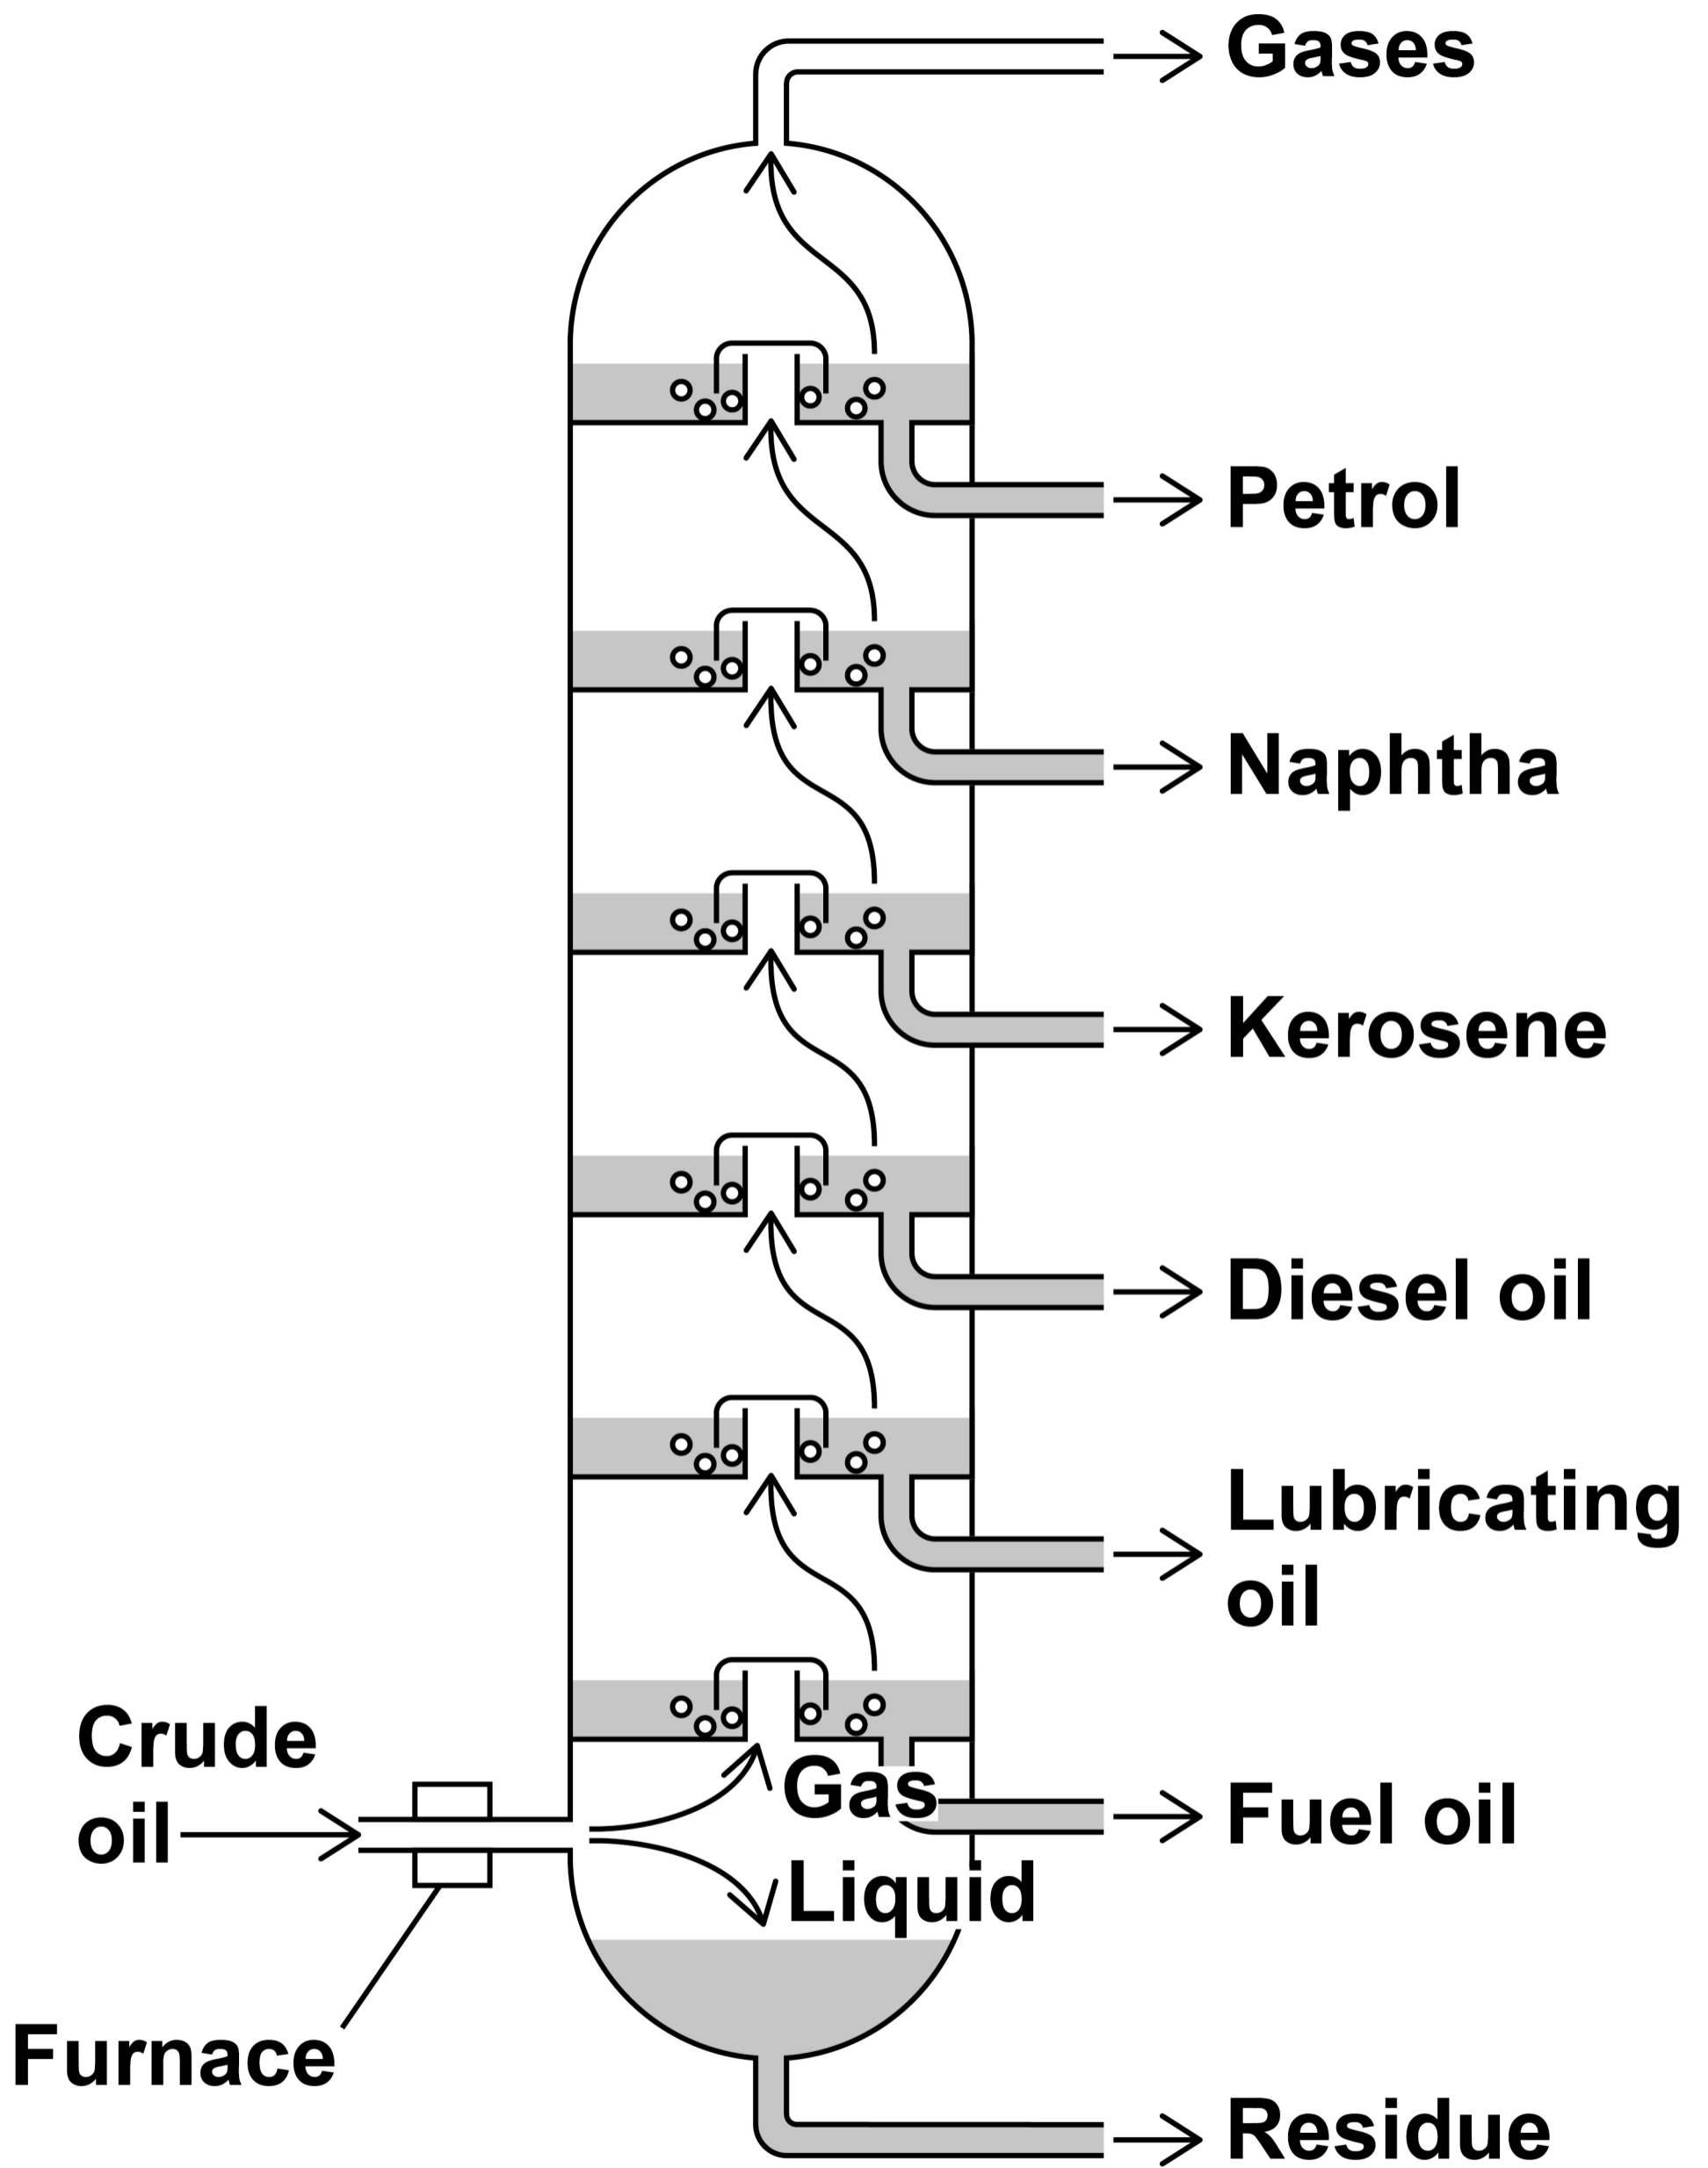 Gases
Petrol
Naphtha
Kerosene
Diesel oil
Lubricating
oil
Crude
oil
Gas
Fuel oil
Liquid
Furnace
Residue